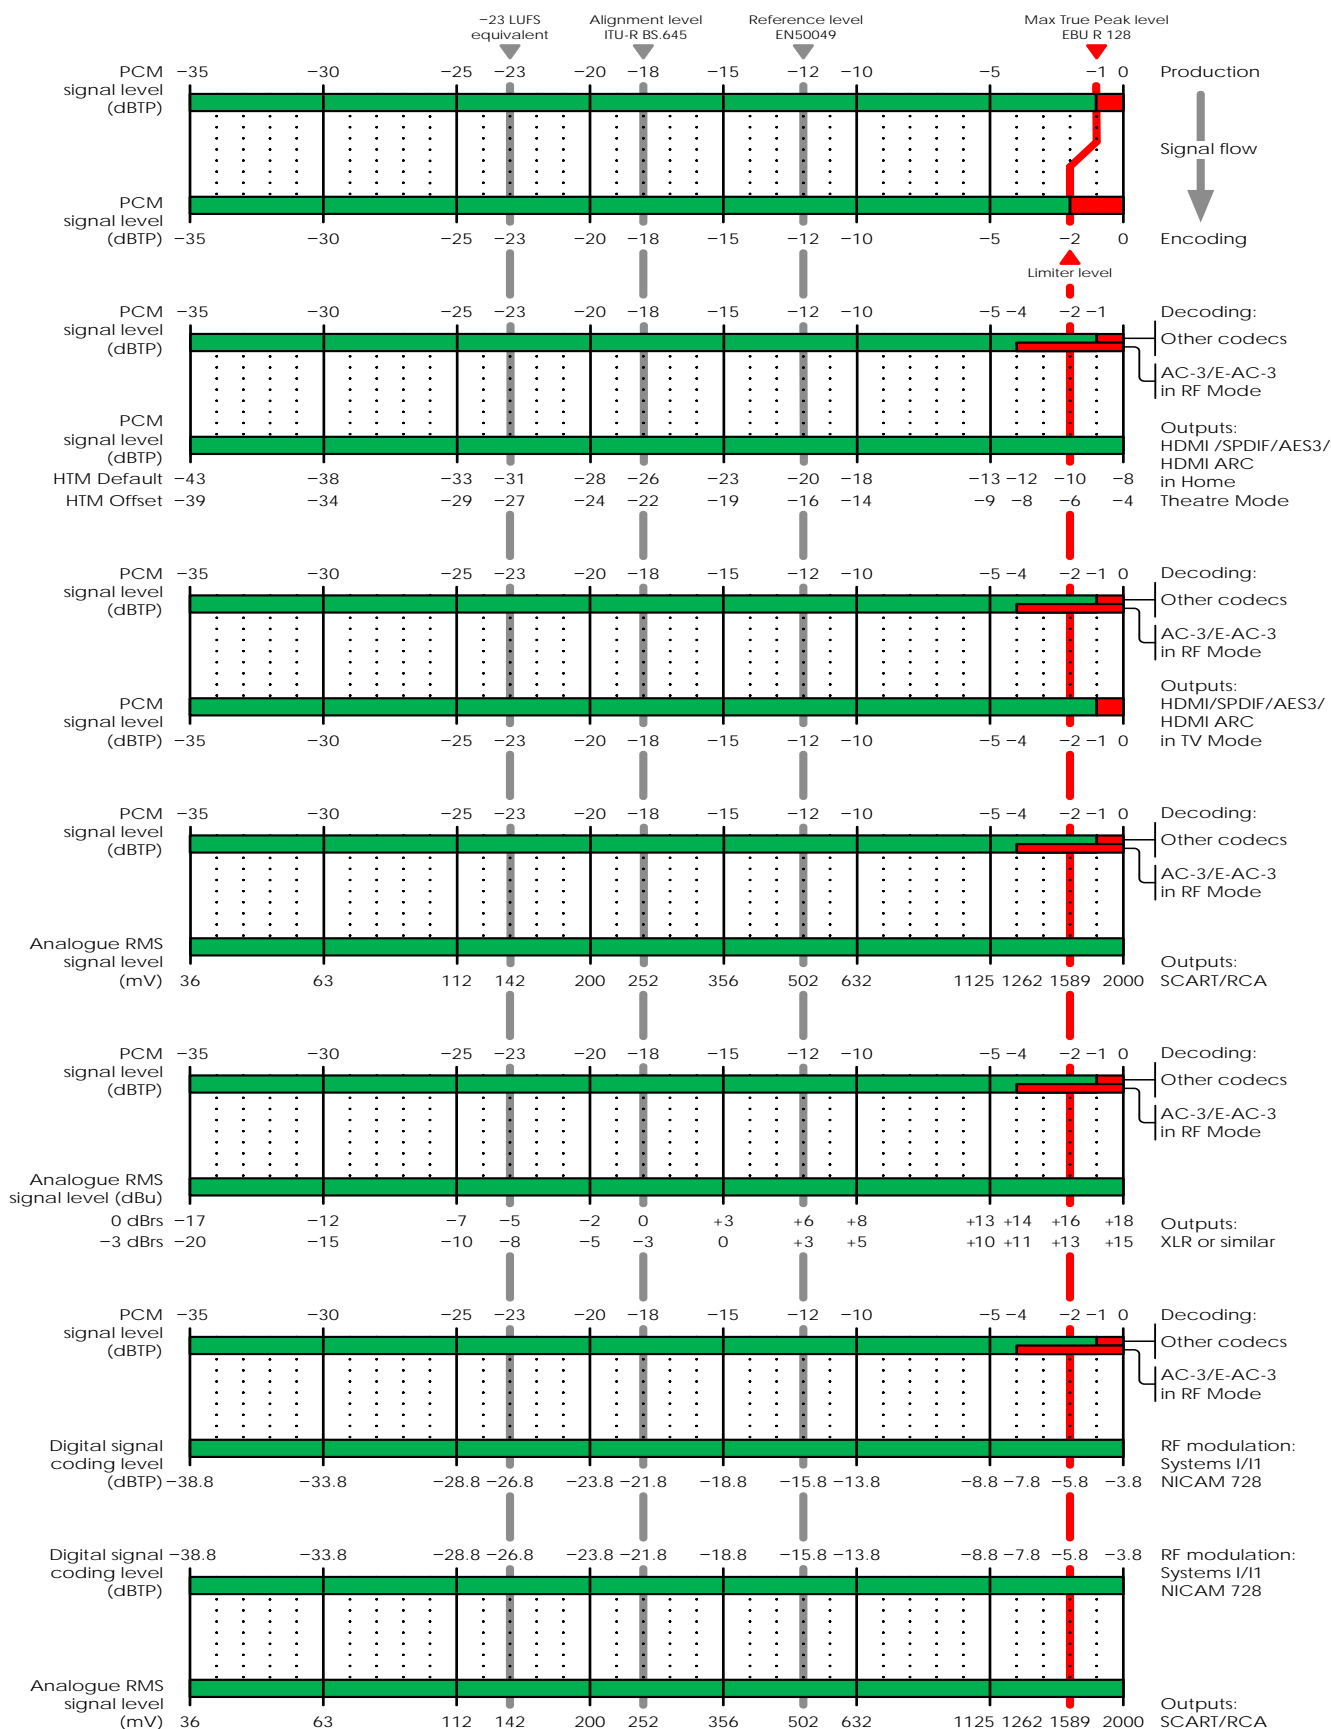 −23 LUFS
equivalent
Alignment level
ITU-R BS.645
Reference level
EN50049
Max True Peak level
EBU R 128
PCM
signal level
(dBTP)
−35 −30 −25 −23 −20 −18 −15 −12 −10 −5 −1 0
Production
Signal flow
PCM
signal level
(dBTP)
−35 −30 −25 −23 −20 −18 −15 −12 −10 −5 −2 0
Encoding
Limiter level
PCM
signal level
(dBTP)
−35 −30 −25 −23 −20 −18 −15 −12 −10 −5 −4 −2 −1 0
Decoding:
Other codecs
AC-3/E-AC-3
in RF Mode
PCM
signal level
(dBTP)
Outputs:
HDMI /SPDIF/AES3/
HDMI ARC
in Home
Theatre Mode
HTM Default −43 −38 −33 −31 −28 −26 −23 −20 −18 −13 −12 −10 −8
HTM Offset −39 −34 −29 −27 −24 −22 −19 −16 −14 −9 −8 −6 −4
PCM
signal level
(dBTP)
−35 −30 −25 −23 −20 −18 −15 −12 −10 −5 −4 −2 −1 0
Decoding:
Other codecs
AC-3/E-AC-3
in RF Mode
PCM
signal level
(dBTP)
−35 −30 −25 −23 −20 −18 −15 −12 −10 −5 −4 −2 −1 0
Outputs:
HDMI/SPDIF/AES3/
HDMI ARC
in TV Mode
PCM
signal level
(dBTP)
−35 −30 −25 −23 −20 −18 −15 −12 −10 −5 −4 −2 −1 0
Decoding:
Other codecs
AC-3/E-AC-3
in RF Mode
Analogue RMS
signal level
(mV)
36 63 112 142 200 252 356 502 632 1125 1262 1589 2000
Outputs:
SCART/RCA
PCM
signal level
(dBTP)
−35 −30 −25 −23 −20 −18 −15 −12 −10 −5 −4 −2 −1 0
Decoding:
Other codecs
AC-3/E-AC-3
in RF Mode
Analogue RMS
signal level (dBu)
0 dBrs −17 −12 −7 −5 −2 0 +3 +6 +8 +13 +14 +16 +18
−3 dBrs −20 −15 −10 −8 −5 −3 0 +3 +5 +10 +11 +13 +15
Outputs:
XLR or similar
PCM
signal level
(dBTP)
−35 −30 −25 −23 −20 −18 −15 −12 −10 −5 −4 −2 −1 0
Decoding:
Other codecs
AC-3/E-AC-3
in RF Mode
Digital signal
coding level
(dBTP)
−38.8 −33.8 −28.8 −26.8 −23.8 −21.8 −18.8 −15.8 −13.8 −8.8 −7.8 −5.8 −3.8
RF modulation:
Systems I/I1
NICAM 728
Digital signal
coding level
(dBTP)
−38.8 −33.8 −28.8 −26.8 −23.8 −21.8 −18.8 −15.8 −13.8 −8.8 −7.8 −5.8 −3.8
RF modulation:
Systems I/I1
NICAM 728
Analogue RMS
signal level
(mV)
36 63 112 142 200 252 356 502 632 1125 1262 1589 2000
Outputs:
SCART/RCA